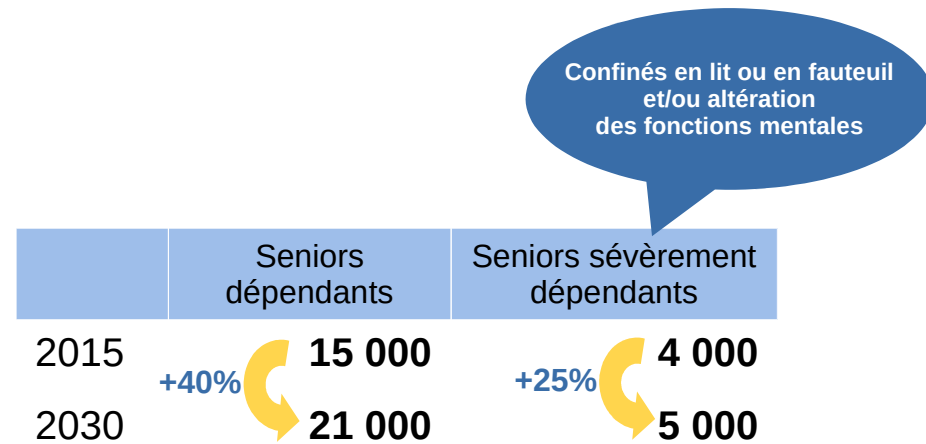 Confinés en lit ou en fauteuil
et/ou altération
des fonctions mentales
Seniors
dépendants
Seniors sévèrement
dépendants
2015
15 000
4 000
+40%
+25%
2030
21 000
5 000